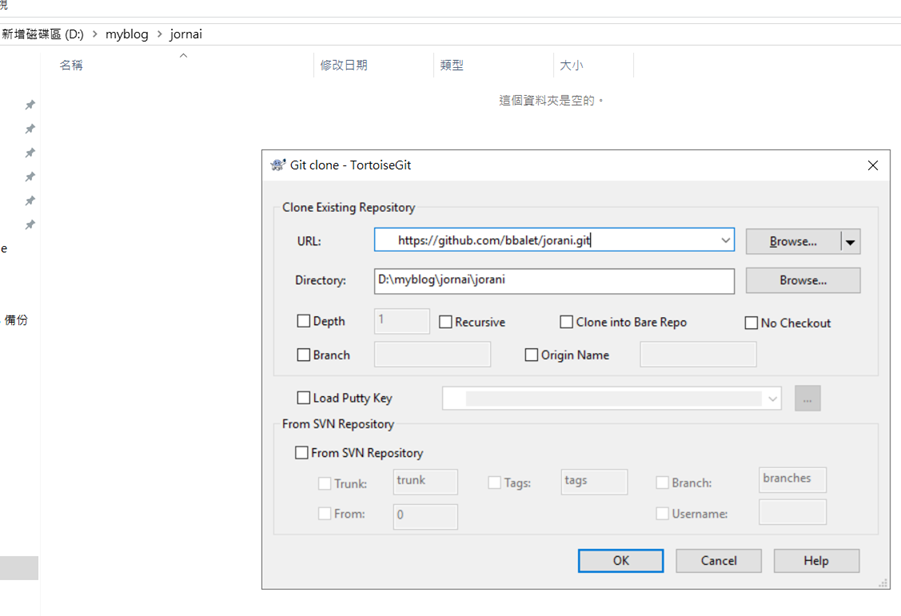 新增磁碟區 (D:) > myblog > jornai
名稱 修改日期 類型 大小
這個資料夾是空的。
Git clone - TortoiseGit
Clone Existing Repository
URL: https://github.com/bbalet/jorani.git Browse...
Directory: D:\myblog\jornai\jorani Browse...
Depth 1 Recursive Clone into Bare Repo No Checkout
Branch Origin Name
備份
Load Putty Key ...
From SVN Repository
From SVN Repository
Trunk: trunk Tags: tags Branch: branches
From: 0 Username:
OK Cancel Help